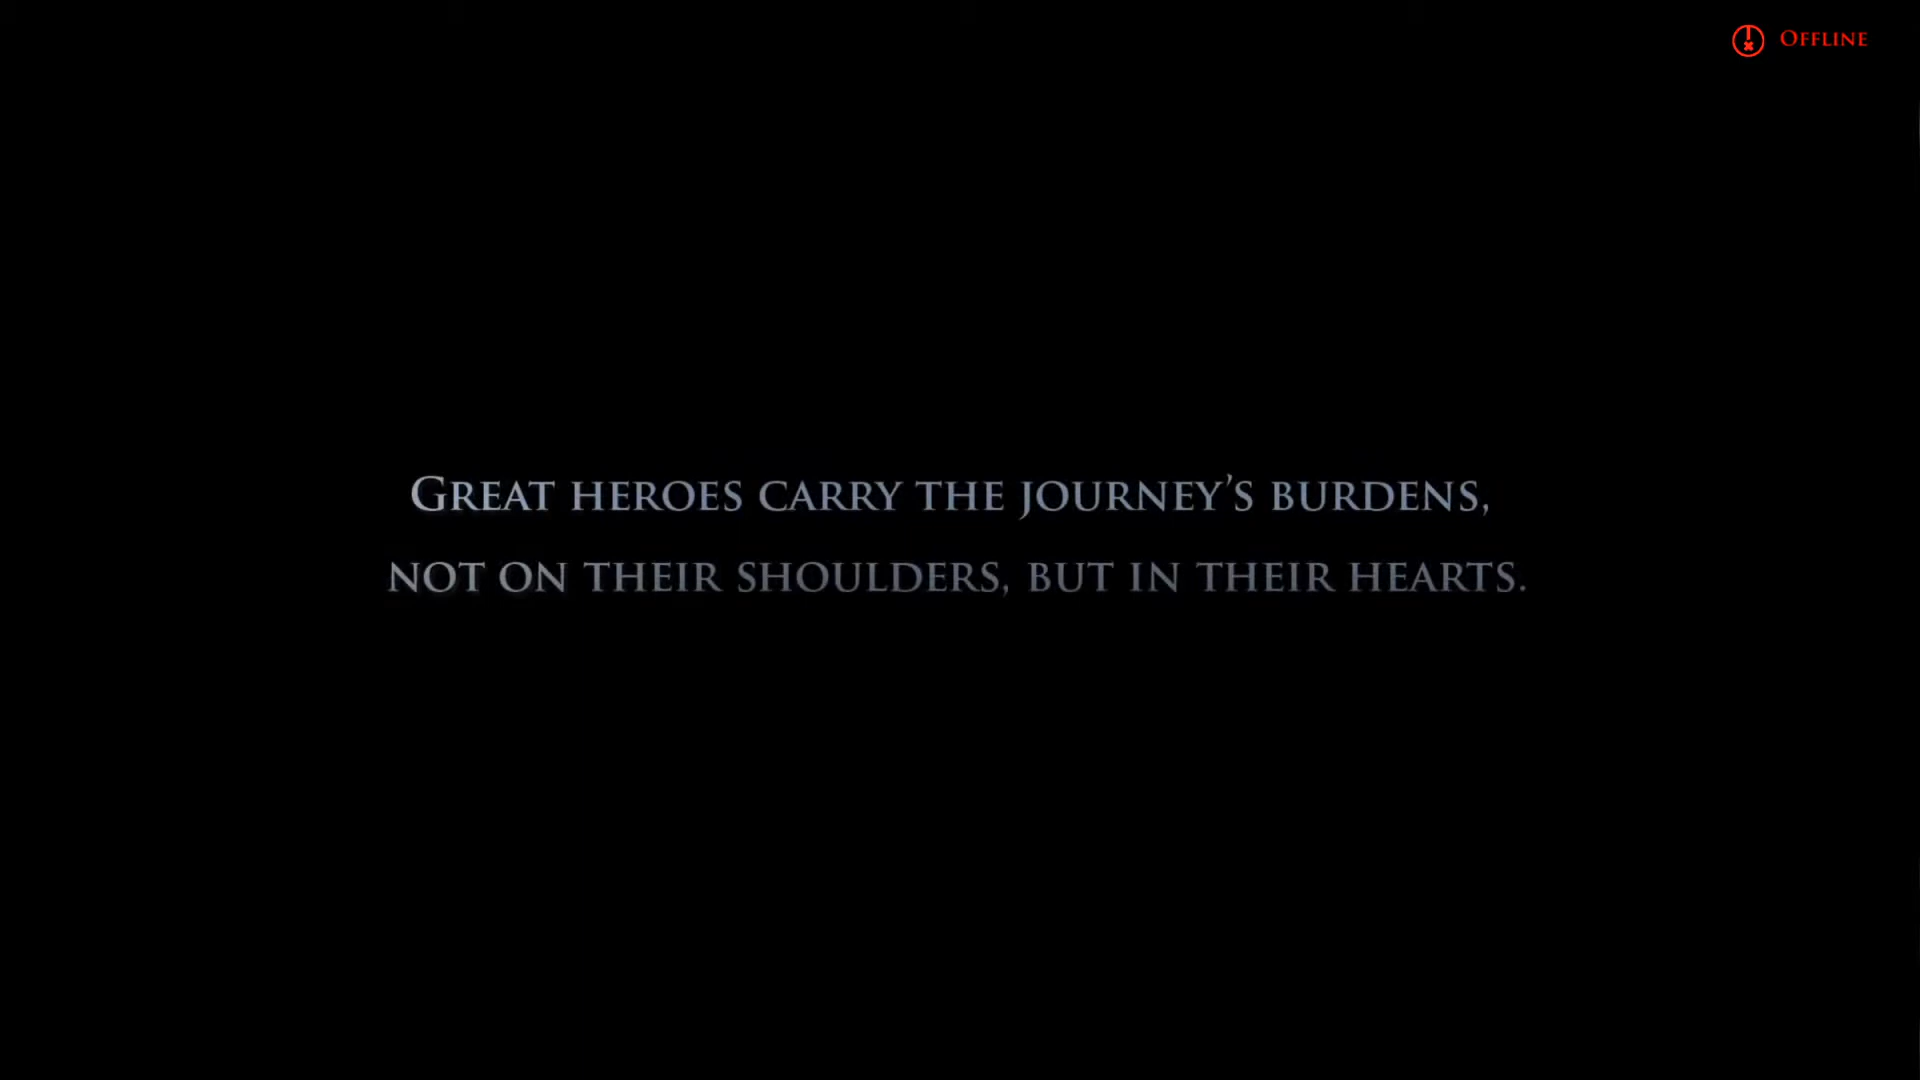 Offline
Great heroes carry the journey’s burdens,
not on their shoulders, but in their hearts.